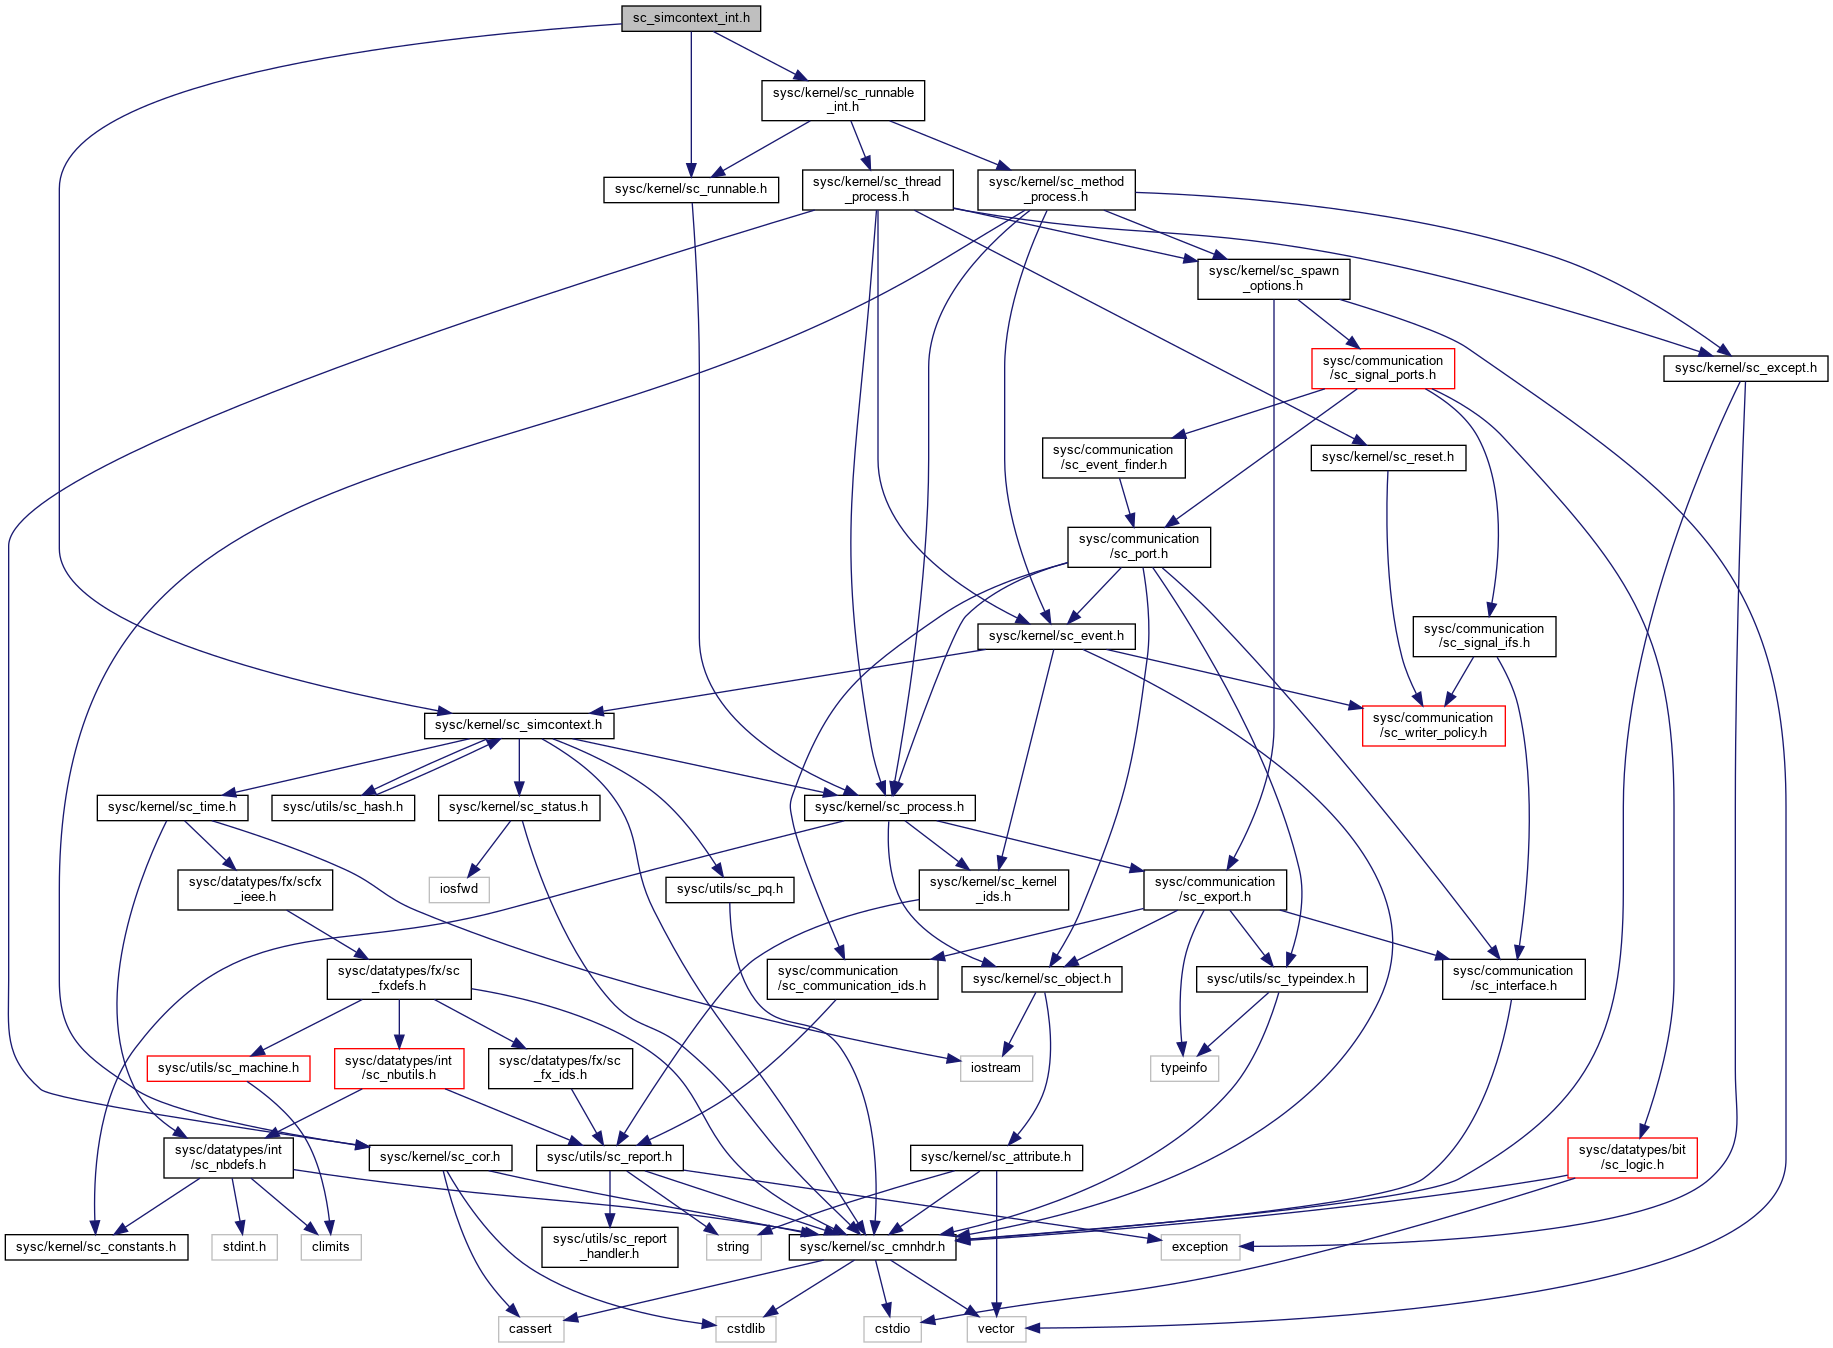 sc_simcontext_int.h
sysc/kernel/sc_runnable
_int.h
sysc/kernel/sc_runnable.h
sysc/kernel/sc_thread
_process.h
sysc/kernel/sc_method
_process.h
sysc/kernel/sc_spawn
_options.h
sysc/communication
/sc_signal_ports.h
sysc/kernel/sc_except.h
sysc/communication
/sc_event_finder.h
sysc/kernel/sc_reset.h
sysc/communication
/sc_port.h
sysc/kernel/sc_event.h
sysc/communication
/sc_signal_ifs.h
sysc/kernel/sc_simcontext.h
sysc/communication
/sc_writer_policy.h
sysc/kernel/sc_time.h
sysc/utils/sc_hash.h
sysc/kernel/sc_status.h
sysc/kernel/sc_process.h
sysc/datatypes/fx/scfx
_ieee.h
iosfwd
sysc/utils/sc_pq.h
sysc/kernel/sc_kernel
_ids.h
sysc/communication
/sc_export.h
sysc/datatypes/fx/sc
_fxdefs.h
sysc/communication
/sc_communication_ids.h
sysc/kernel/sc_object.h
sysc/utils/sc_typeindex.h
sysc/communication
/sc_interface.h
sysc/utils/sc_machine.h
sysc/datatypes/int
/sc_nbutils.h
sysc/datatypes/fx/sc
_fx_ids.h
iostream
typeinfo
sysc/datatypes/int
/sc_nbdefs.h
sysc/kernel/sc_cor.h
sysc/utils/sc_report.h
sysc/kernel/sc_attribute.h
sysc/datatypes/bit
/sc_logic.h
sysc/kernel/sc_constants.h
stdint.h
climits
sysc/utils/sc_report
_handler.h
string
sysc/kernel/sc_cmnhdr.h
exception
cassert
cstdlib
cstdio
vector